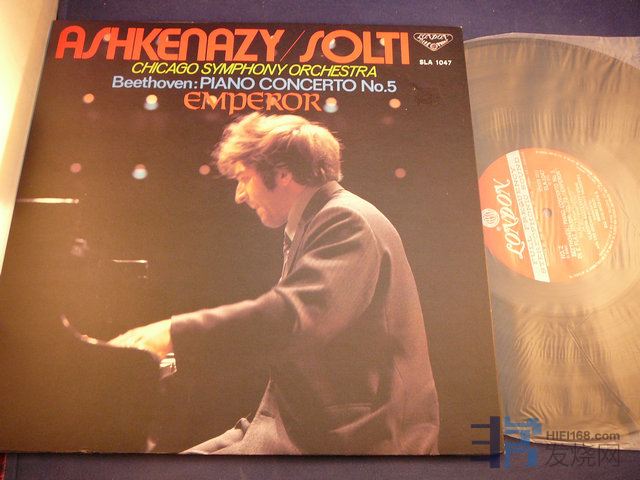 ASHKENAZY/SOLTI
CHICAGO SYMPHONY ORCHESTRA
Beethoven: PIANO CONCERTO No.5
EMPEROR
LONDON
SLA 1047
LONDON
HIFI168.com
发烧网